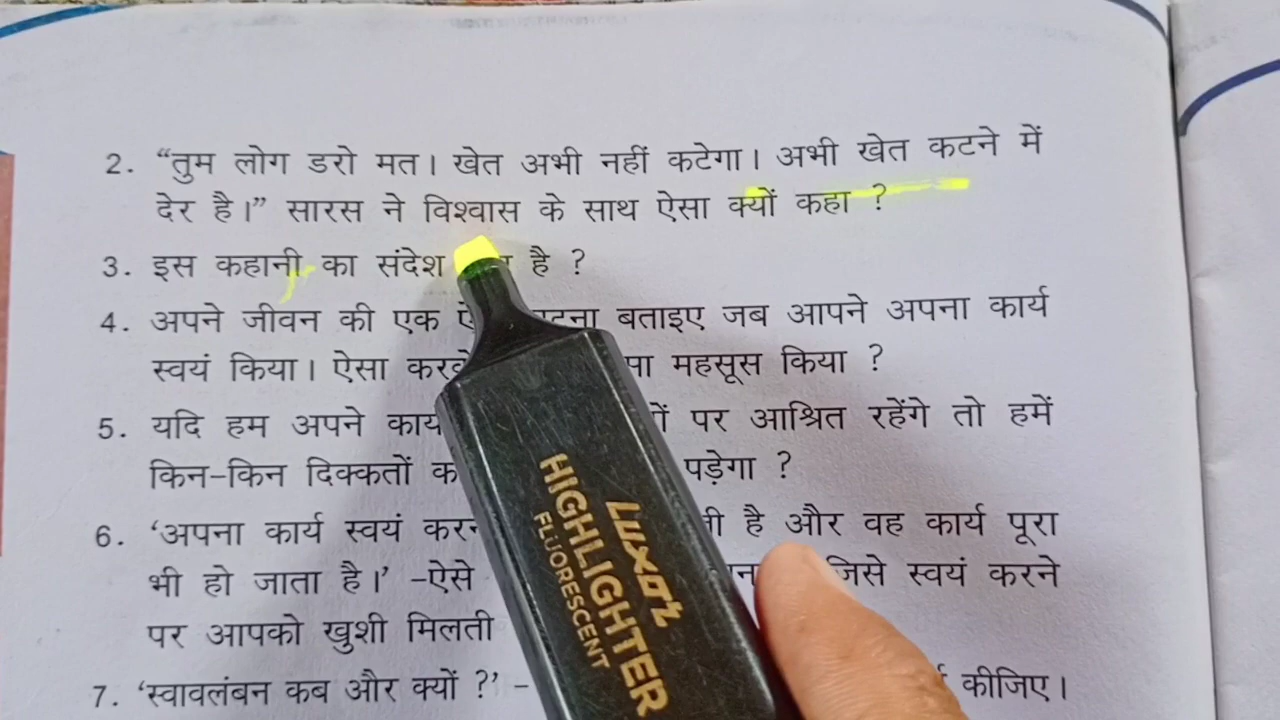 2. “तुम लोग डरो मत। खेत अभी नहीं कटेगा। अभी खेत कटने में
देर है।” सारस ने विश्वास के साथ ऐसा क्यों कहा ?
3. इस कहानी का संदेश है ?
4. अपने जीवन की एक बताइए जब आपने अपना कार्य
स्वयं किया। ऐसा महसूस किया ?
5. यदि हम अपने पर आश्रित रहेंगे तो हमें
किन-किन दिक्कतों पड़ेगा ?
6. ‘अपना कार्य स्वयं है और वह कार्य पूरा
भी हो जाता है।’ -ऐसे जिसे स्वयं करने
पर आपको खुशी मिलती
7. ‘स्वावलंबन कब और क्यों ?’ - कीजिए।
LUXOR
HIGHLIGHTER
FLUORESCENT